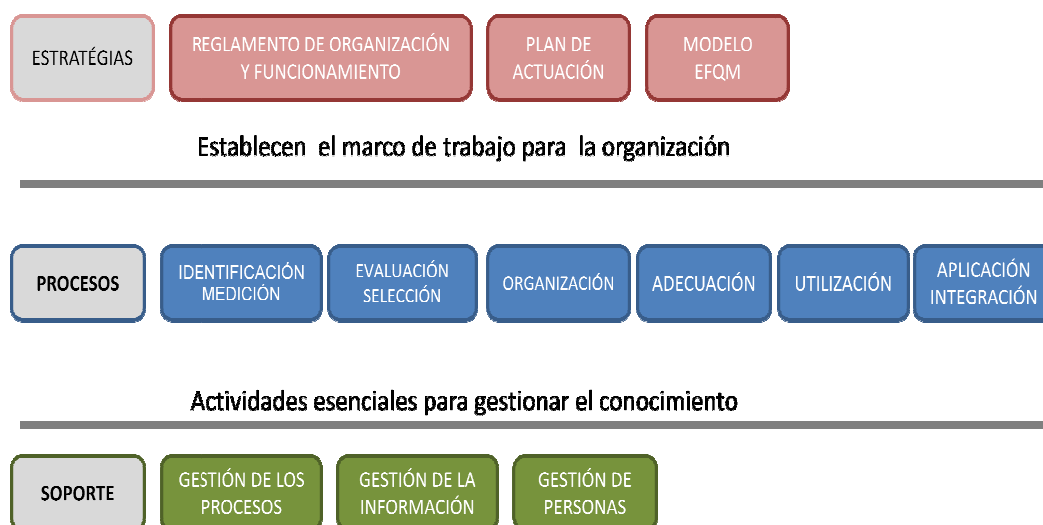 ESTRATÉGIAS
REGLAMENTO DE ORGANIZACIÓN
Y FUNCIONAMIENTO
PLAN DE
ACTUACIÓN
MODELO
EFQM
Establecen el marco de trabajo para la organización
PROCESOS
IDENTIFICACIÓN
MEDICIÓN
EVALUACIÓN
SELECCIÓN
ORGANIZACIÓN
ADECUACIÓN
UTILIZACIÓN
APLICACIÓN
INTEGRACIÓN
Actividades esenciales para gestionar el conocimiento
SOPORTE
GESTIÓN DE LOS
PROCESOS
GESTIÓN DE LA
INFORMACIÓN
GESTIÓN DE
PERSONAS